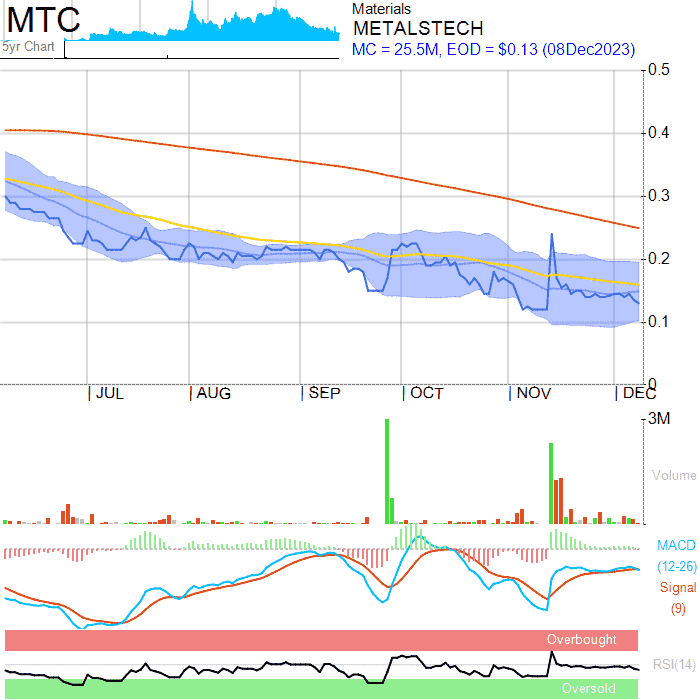 MTC
5yr Chart
Materials
METALSTECH
MC = 25.5M, EOD = $0.13 (08Dec2023)
0.5
0.4
0.3
0.2
0.1
0
JUL AUG SEP OCT NOV DEC
3M
Volume
MACD
(12-26)
Signal
(9)
Overbought
RSI(14)
Oversold